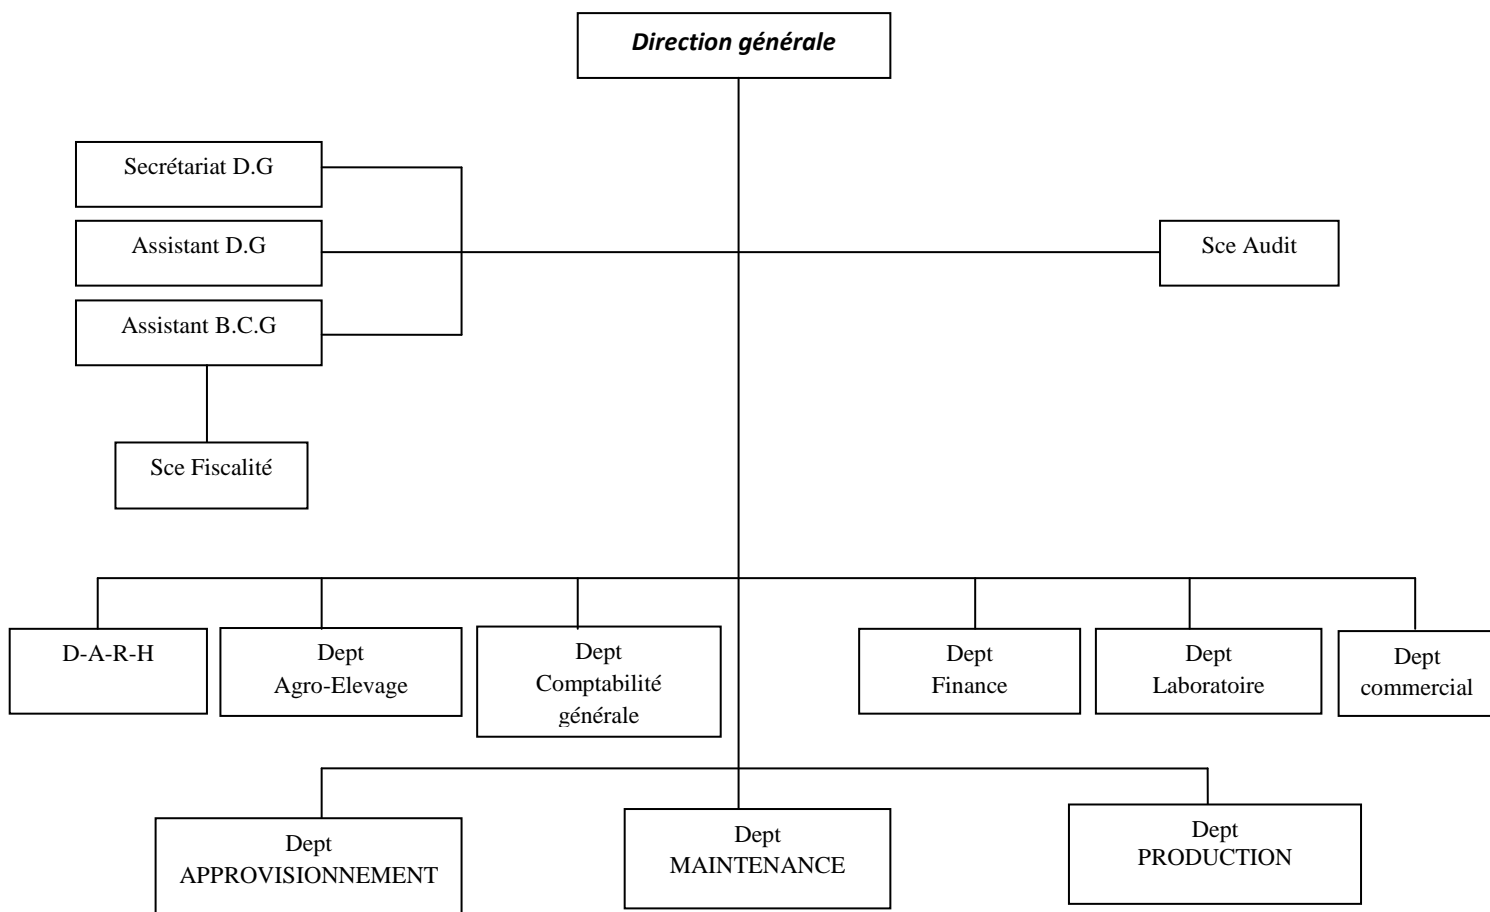 Direction générale
Secrétariat D.G
Assistant D.G
Sce Audit
Assistant B.C.G
Sce Fiscalité
D-A-R-H
Dept
Agro-Elevage
Dept
Comptabilité
générale
Dept
Finance
Dept
Laboratoire
Dept
commercial
Dept
APPROVISIONNEMENT
Dept
MAINTENANCE
Dept
PRODUCTION